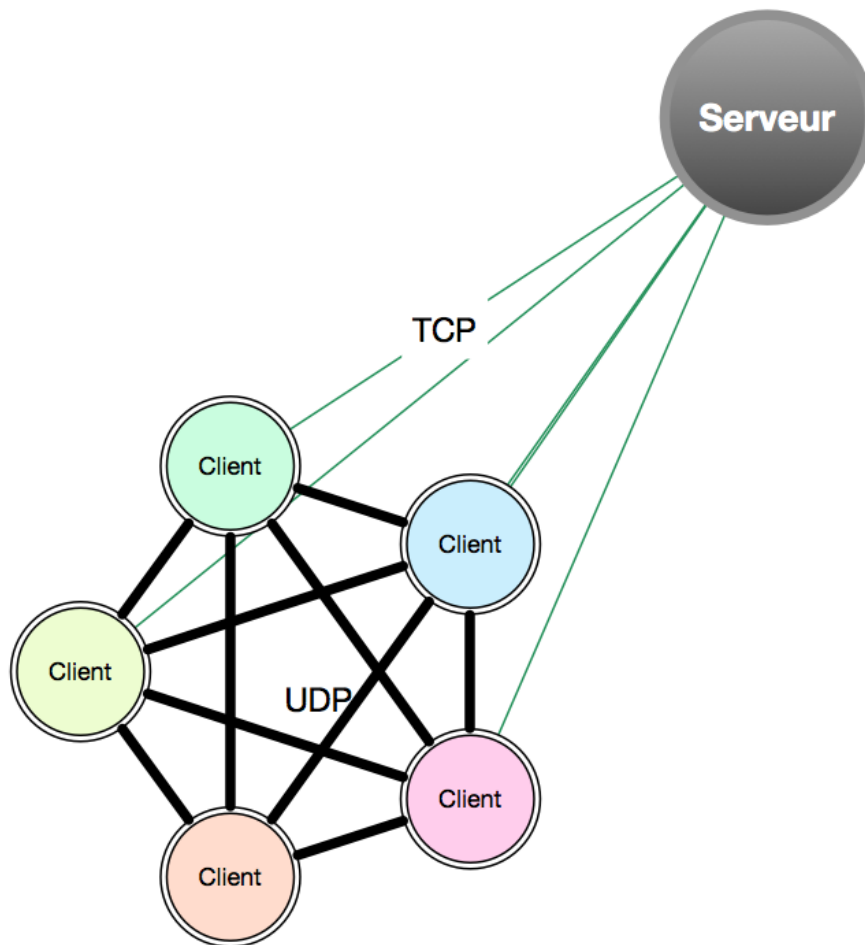 Serveur
TCP
Client
Client
Client
UDP
Client
Client